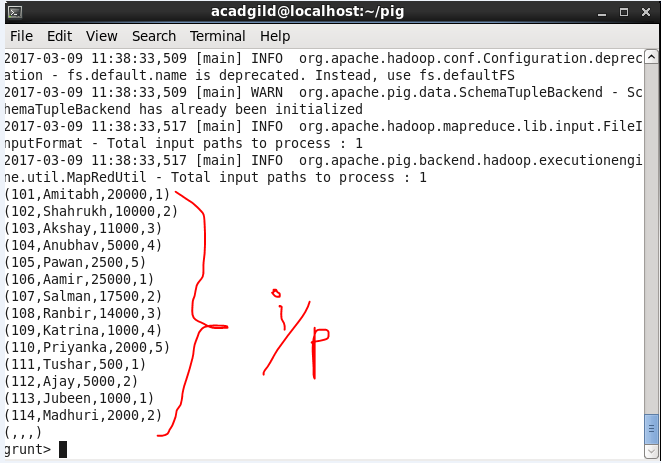 acadgild@localhost:~/pig
File Edit View Search Terminal Help
2017-03-09 11:38:33,509 [main] INFO  org.apache.hadoop.conf.Configuration.deprec
ation - fs.default.name is deprecated. Instead, use fs.defaultFS
2017-03-09 11:38:33,509 [main] WARN  org.apache.pig.data.SchemaTupleBackend - Sc
hemaTupleBackend has already been initialized
2017-03-09 11:38:33,517 [main] INFO  org.apache.hadoop.mapreduce.lib.input.FileI
nputFormat - Total input paths to process : 1
2017-03-09 11:38:33,517 [main] INFO  org.apache.pig.backend.hadoop.executionengi
ne.util.MapRedUtil - Total input paths to process : 1
(101,Amitabh,20000,1)
(102,Shahrukh,10000,2)
(103,Akshay,11000,3)
(104,Anubhav,5000,4)
(105,Pawan,2500,5)
(106,Aamir,25000,1)
(107,Salman,17500,2)
(108,Ranbir,14000,3)
(109,Katrina,1000,4)
(110,Priyanka,2000,5)
(111,Tushar,500,1)
(112,Ajay,5000,2)
(113,Jubeen,1000,1)
(114,Madhuri,2000,2)
(,,,)
grunt>
i/p